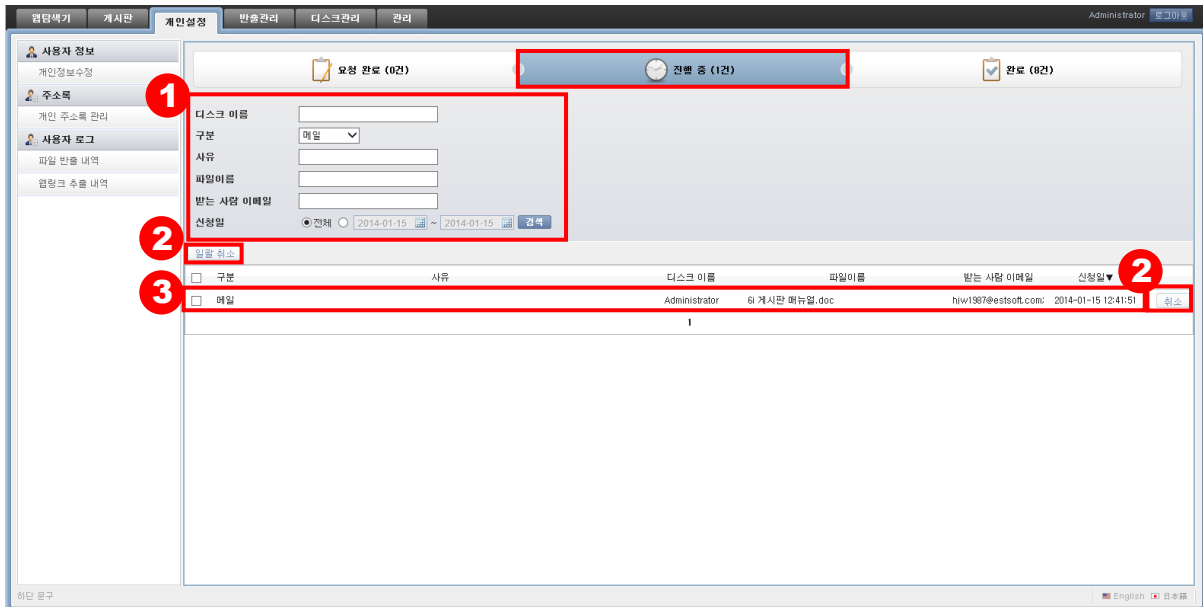 웹탐색기 게시판 개인설정 반출관리 디스크관리 관리 Administrator 로그아웃
사용자 정보
개인정보수정
주소록
개인 주소록 관리
사용자 로그
파일 반출 내역
웹링크 추출 내역
요청 완료 (0건) 진행 중 (1건) 완료 (8건)
1
디스크 이름
구분 메일
사유
파일이름
받는 사람 이메일
신청일 전체 2014-01-15 ~ 2014-01-15 검색
2
일괄 취소
구분 사유 디스크 이름 파일이름 받는 사람 이메일 신청일▼
2
3
메일 Administrator 6i 게시판 매뉴얼.doc hjw1987@estsoft.com; 2014-01-15 12:41:51 취소
1
하단 문구 English 日本語